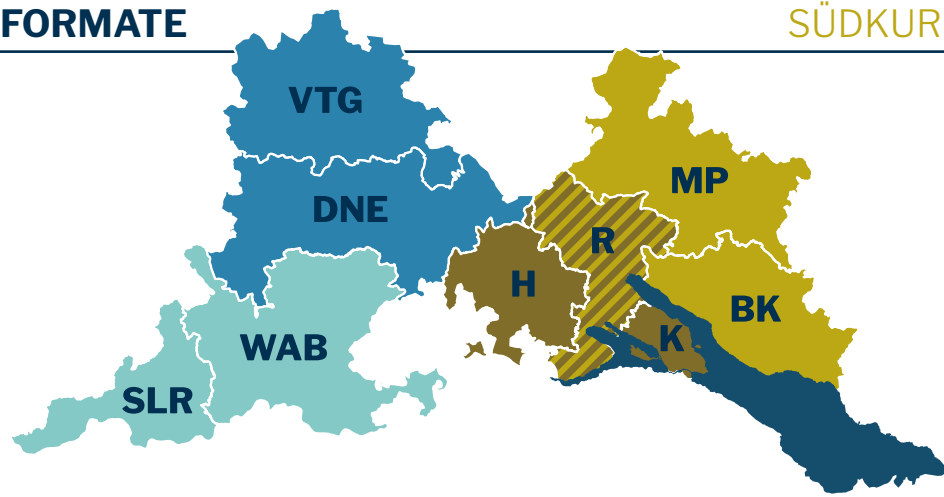 FORMATE
SÜDKUR
VTG
MP
DNE
R
H
BK
K
WAB
SLR